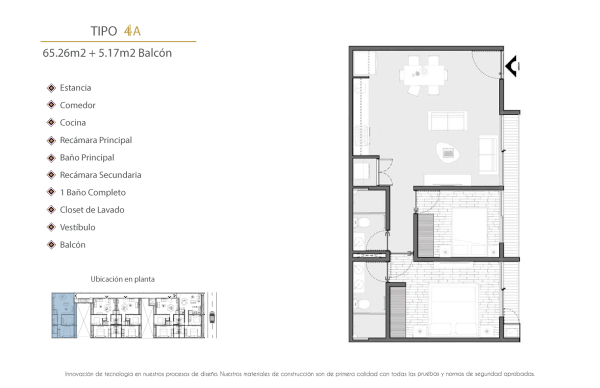 TIPO 4A
65.26m2 + 5.17m2 Balcón
Estancia
Comedor
Cocina
Recámara Principal
Baño Principal
Recámara Secundaria
1 Baño Completo
Closet de Lavado
Vestíbulo
Balcón
Ubicación en planta
Innovación de tecnología en nuestros procesos de diseño. Nuestros materiales de construcción son de primera calidad con todas las pruebas y normas de seguridad aprobadas.